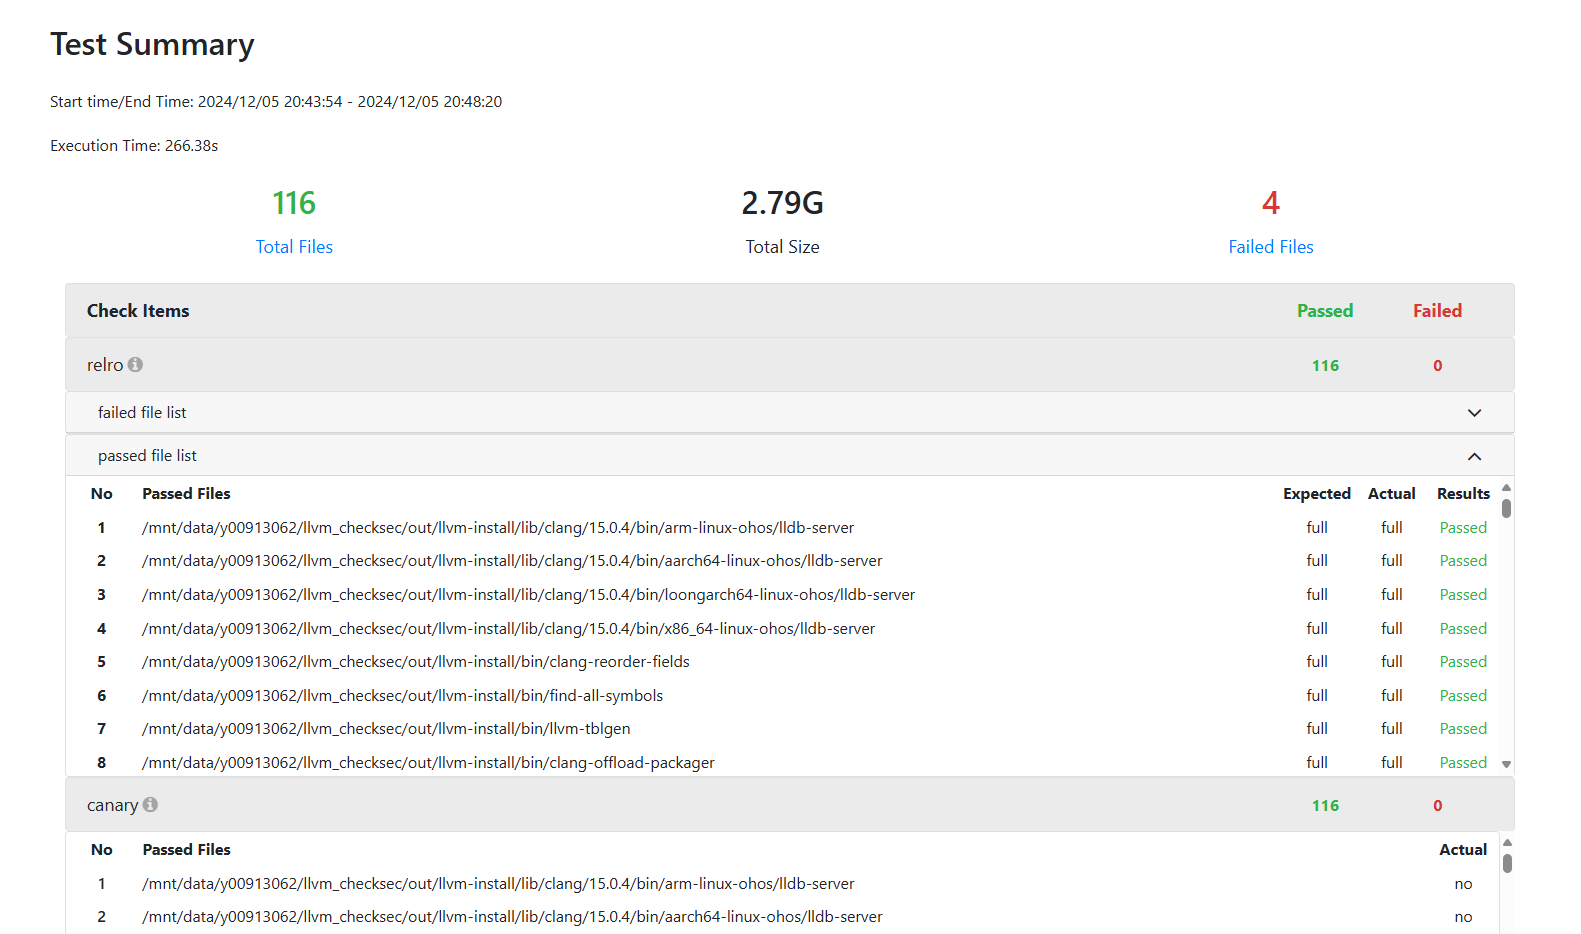 Test Summary
Start time/End Time: 2024/12/05 20:43:54 - 2024/12/05 20:48:20
Execution Time: 266.38s
116 2.79G 4
Total Files Total Size Failed Files
Check Items Passed Failed
relro 116 0
failed file list
passed file list
No Passed Files Expected Actual Results
1 /mnt/data/y00913062/llvm_checksec/out/llvm-install/lib/clang/15.0.4/bin/arm-linux-ohos/lldb-server full full Passed
2 /mnt/data/y00913062/llvm_checksec/out/llvm-install/lib/clang/15.0.4/bin/aarch64-linux-ohos/lldb-server full full Passed
3 /mnt/data/y00913062/llvm_checksec/out/llvm-install/lib/clang/15.0.4/bin/loongarch64-linux-ohos/lldb-server full full Passed
4 /mnt/data/y00913062/llvm_checksec/out/llvm-install/lib/clang/15.0.4/bin/x86_64-linux-ohos/lldb-server full full Passed
5 /mnt/data/y00913062/llvm_checksec/out/llvm-install/bin/clang-reorder-fields full full Passed
6 /mnt/data/y00913062/llvm_checksec/out/llvm-install/bin/find-all-symbols full full Passed
7 /mnt/data/y00913062/llvm_checksec/out/llvm-install/bin/llvm-tblgen full full Passed
8 /mnt/data/y00913062/llvm_checksec/out/llvm-install/bin/clang-offload-packager full full Passed
canary 116 0
No Passed Files Actual
1 /mnt/data/y00913062/llvm_checksec/out/llvm-install/lib/clang/15.0.4/bin/arm-linux-ohos/lldb-server no
2 /mnt/data/y00913062/llvm_checksec/out/llvm-install/lib/clang/15.0.4/bin/aarch64-linux-ohos/lldb-server no